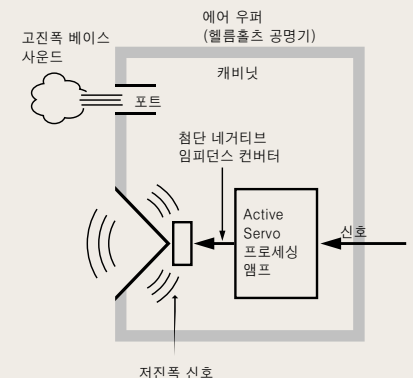 에어 우퍼
(헬름홀츠 공명기)
고진폭 베이스
사운드
캐비닛
포트
첨단 네거티브
임피던스 컨버터
Active
Servo
프로세싱
앰프
신호
저진폭 신호